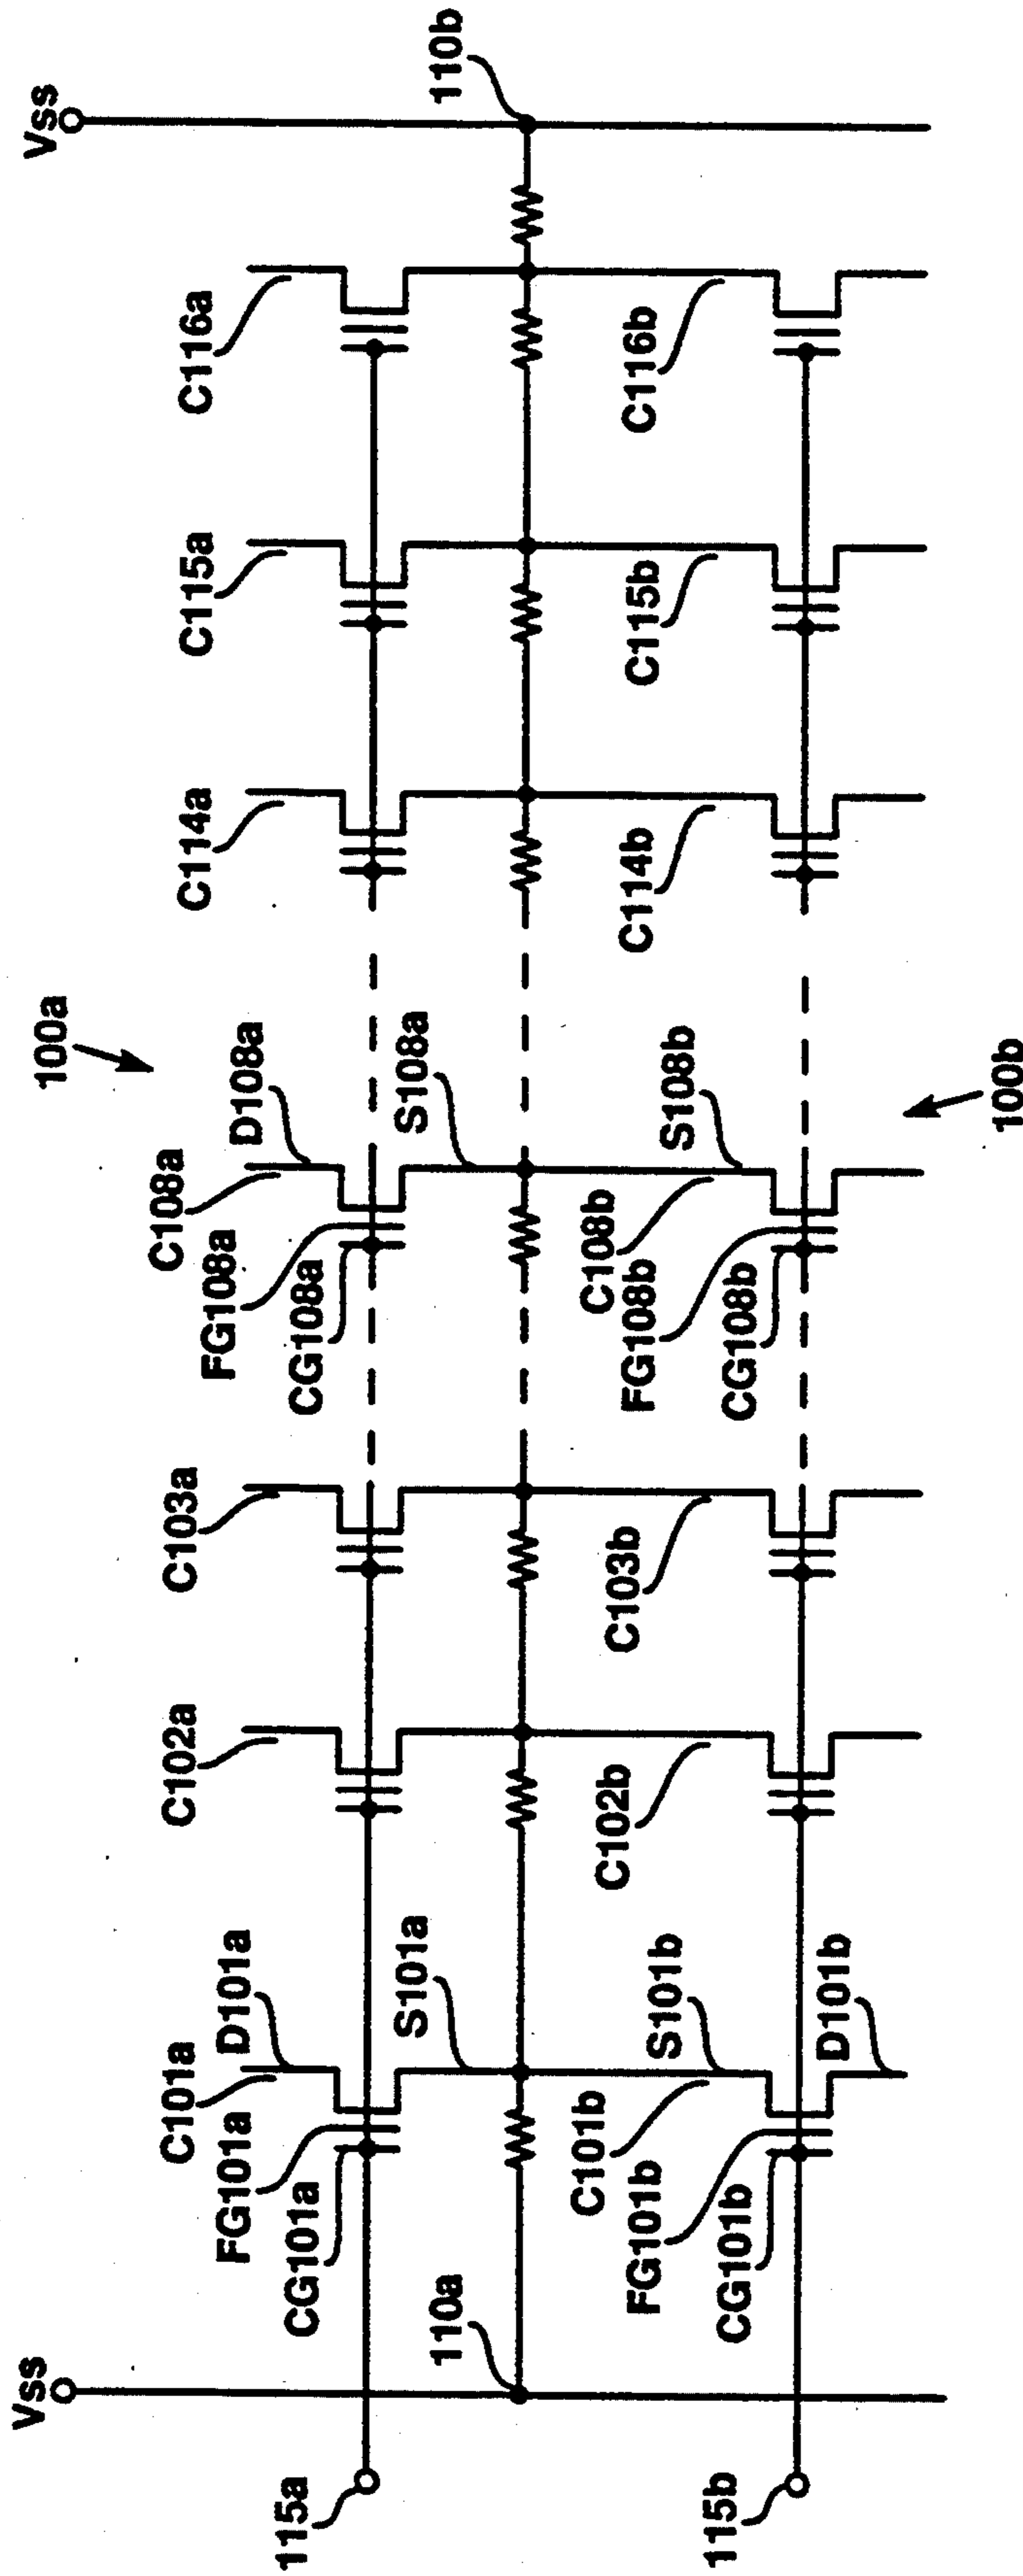 Vss
Vss
110b
100a
C101a
D101a
FG101a
CG101a
S101a
C102a
C103a
C108a
D108a
FG108a
CG108a
S108a
C114a
C115a
C116a
110a
115a
C101b
S101b
FG101b
CG101b
D101b
C102b
C103b
C108b
S108b
FG108b
CG108b
C114b
C115b
C116b
115b
100b